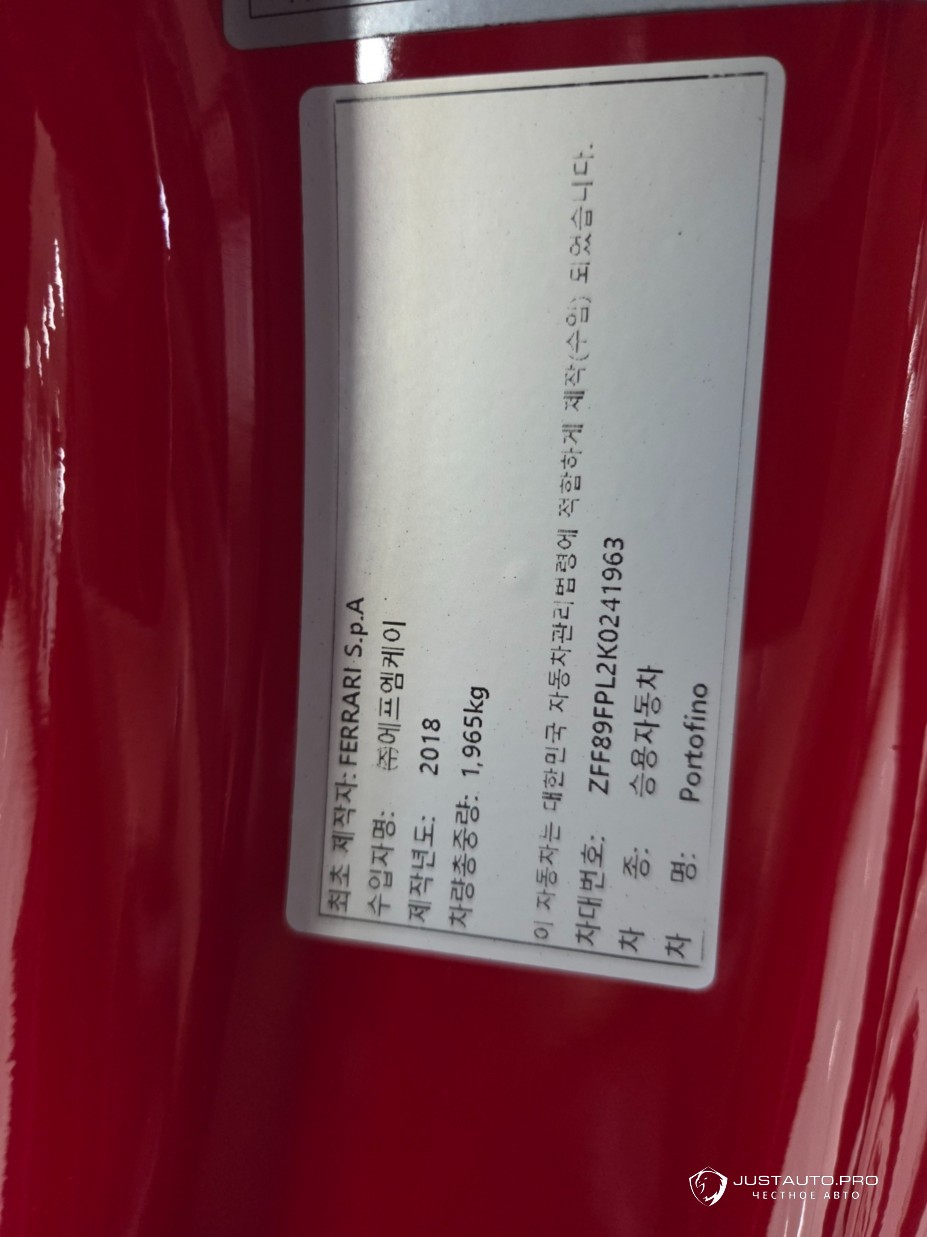 최초 제작자: FERRARI S.p.A
수입자명: ㈜에프엠케이
제작년도: 2018
차량총중량: 1,965kg
이 자동차는 대한민국 자동차관리법령에 적합하게 제작(수입) 되었습니다.
차대번호: ZFF89FPL2K0241963
차 종: 승용자동차
차 명: Portofino
JUSTAUTO.PRO
ЧЕСТНОЕ АВТО